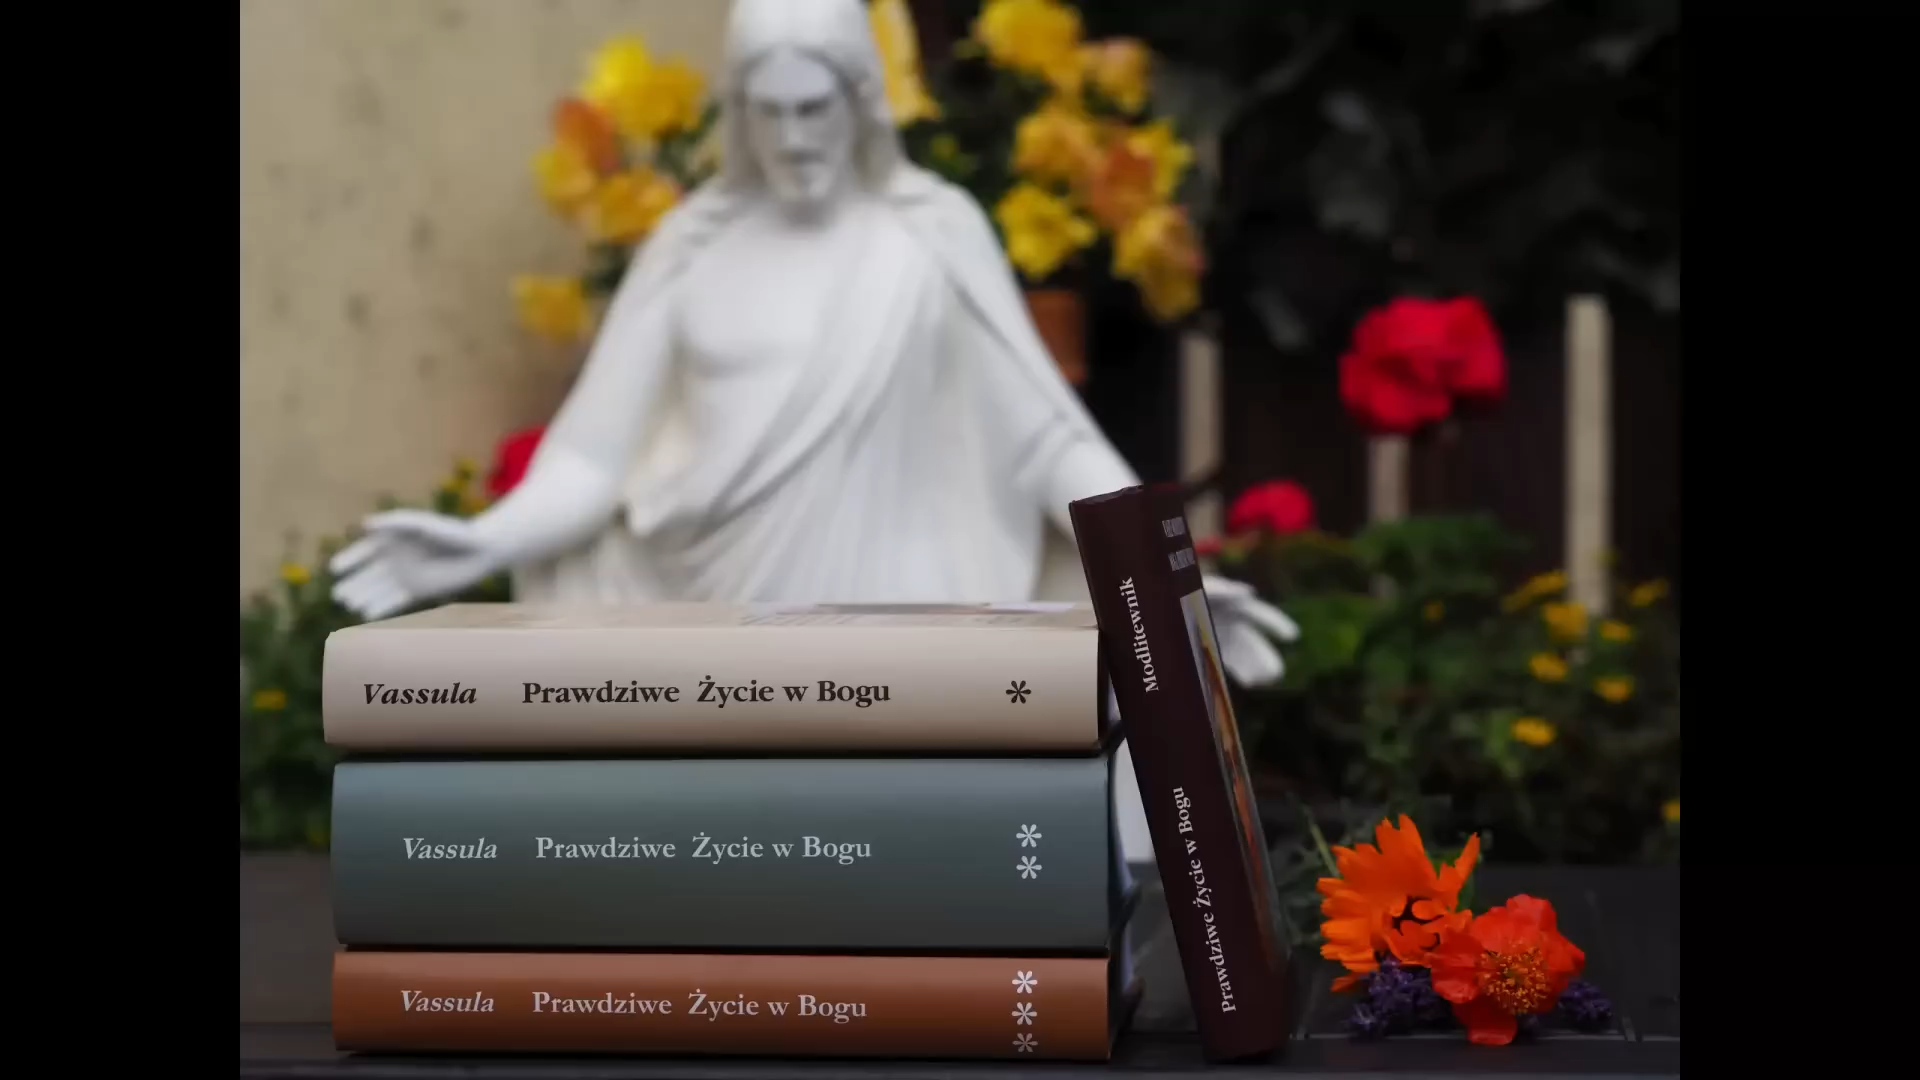 Vassula Prawdziwe Życie w Bogu *
Vassula Prawdziwe Życie w Bogu **
Vassula Prawdziwe Życie w Bogu ***
Modlitewnik Prawdziwe Życie w Bogu